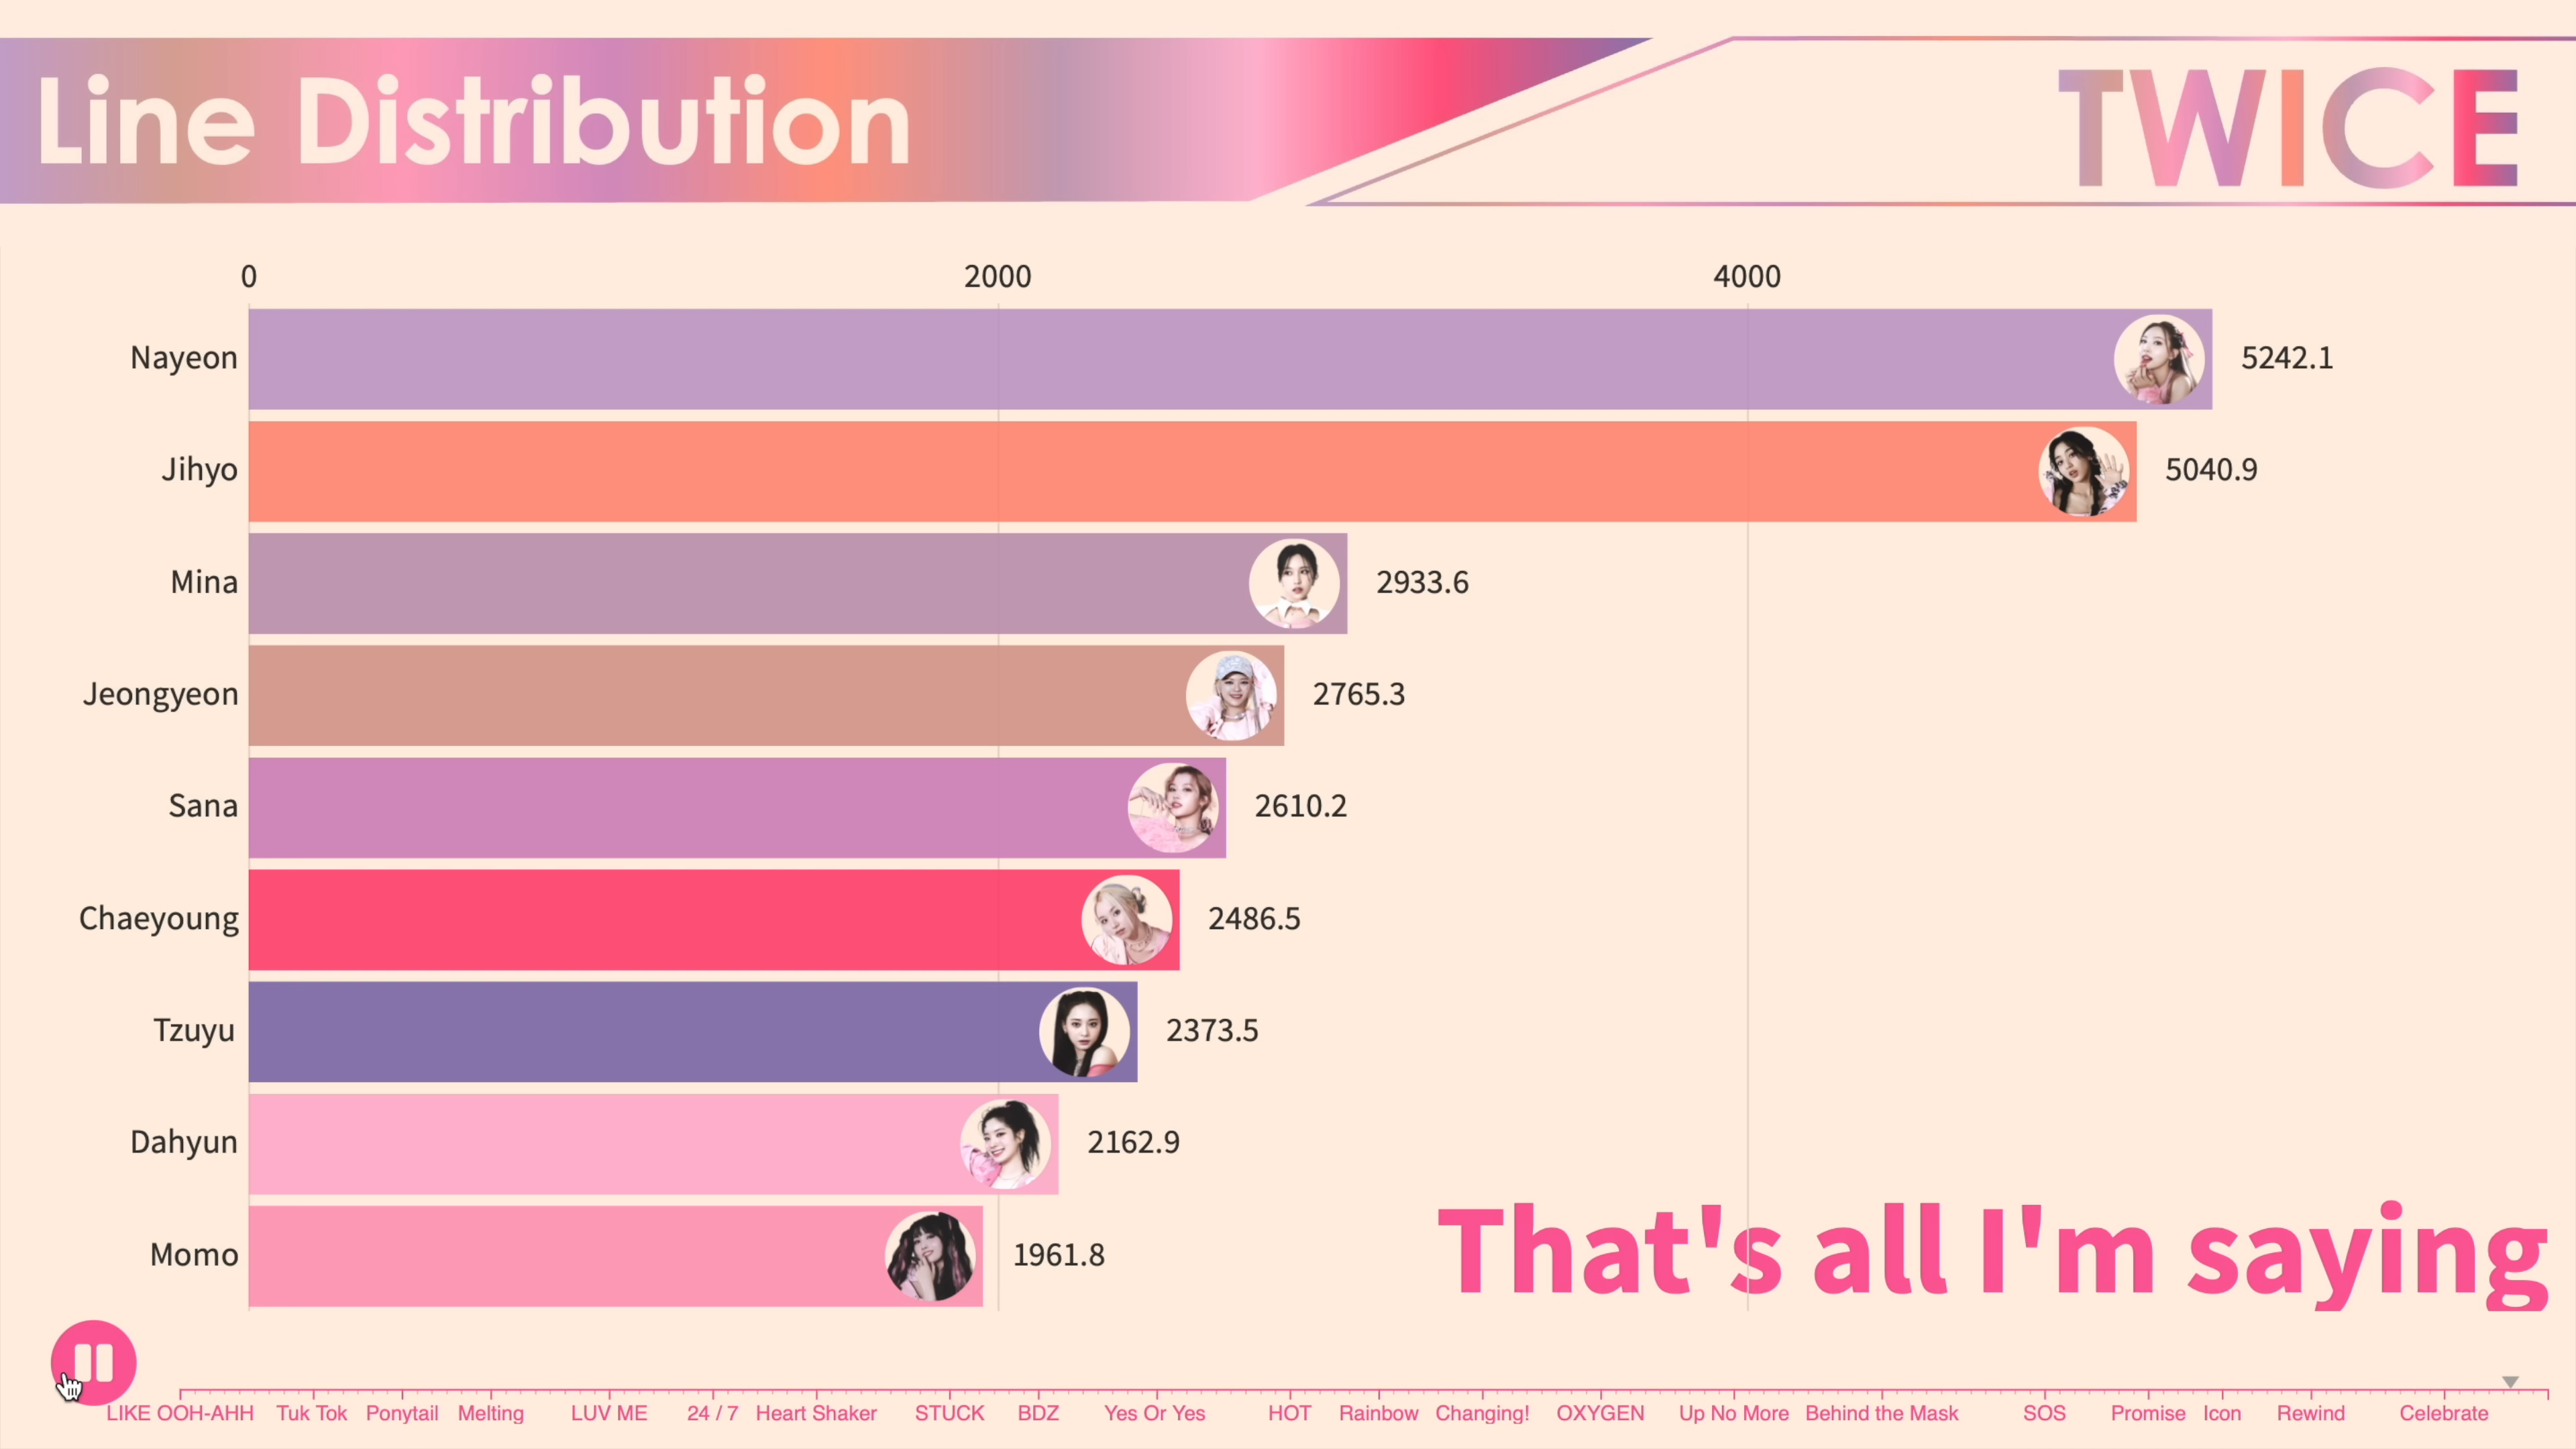 Line Distribution
TWICE
0 2000 4000
Nayeon 5242.1
Jihyo 5040.9
Mina 2933.6
Jeongyeon 2765.3
Sana 2610.2
Chaeyoung 2486.5
Tzuyu 2373.5
Dahyun 2162.9
Momo 1961.8
That's all I'm saying
LIKE OOH-AHH Tuk Tok Ponytail Melting LUV ME 24 / 7 Heart Shaker STUCK BDZ Yes Or Yes HOT Rainbow Changing! OXYGEN Up No More Behind the Mask SOS Promise Icon Rewind Celebrate